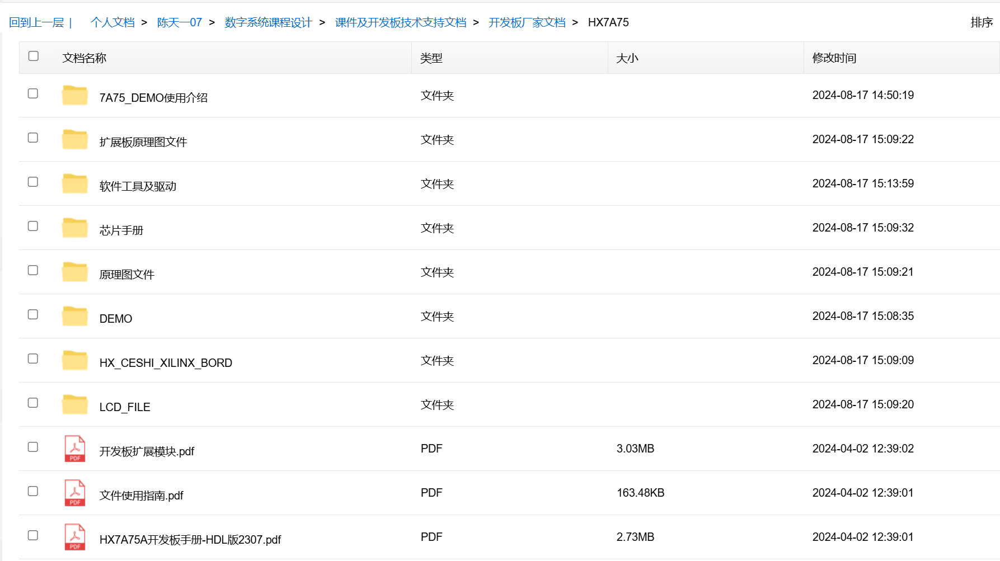 回到上一层 | 个人文档 > 陈天一07 > 数字系统课程设计 > 课件及开发板技术支持文档 > 开发板厂家文档 > HX7A75 排序
文档名称 类型 大小 修改时间
7A75_DEMO使用介绍 文件夹 2024-08-17 14:50:19
扩展板原理图文件 文件夹 2024-08-17 15:09:22
软件工具及驱动 文件夹 2024-08-17 15:13:59
芯片手册 文件夹 2024-08-17 15:09:32
原理图文件 文件夹 2024-08-17 15:09:21
DEMO 文件夹 2024-08-17 15:08:35
HX_CESHI_XILINX_BORD 文件夹 2024-08-17 15:09:09
LCD_FILE 文件夹 2024-08-17 15:09:20
PDF 开发板扩展模块.pdf PDF 3.03MB 2024-04-02 12:39:02
PDF 文件使用指南.pdf PDF 163.48KB 2024-04-02 12:39:01
PDF HX7A75A开发板手册-HDL版2307.pdf PDF 2.73MB 2024-04-02 12:39:01